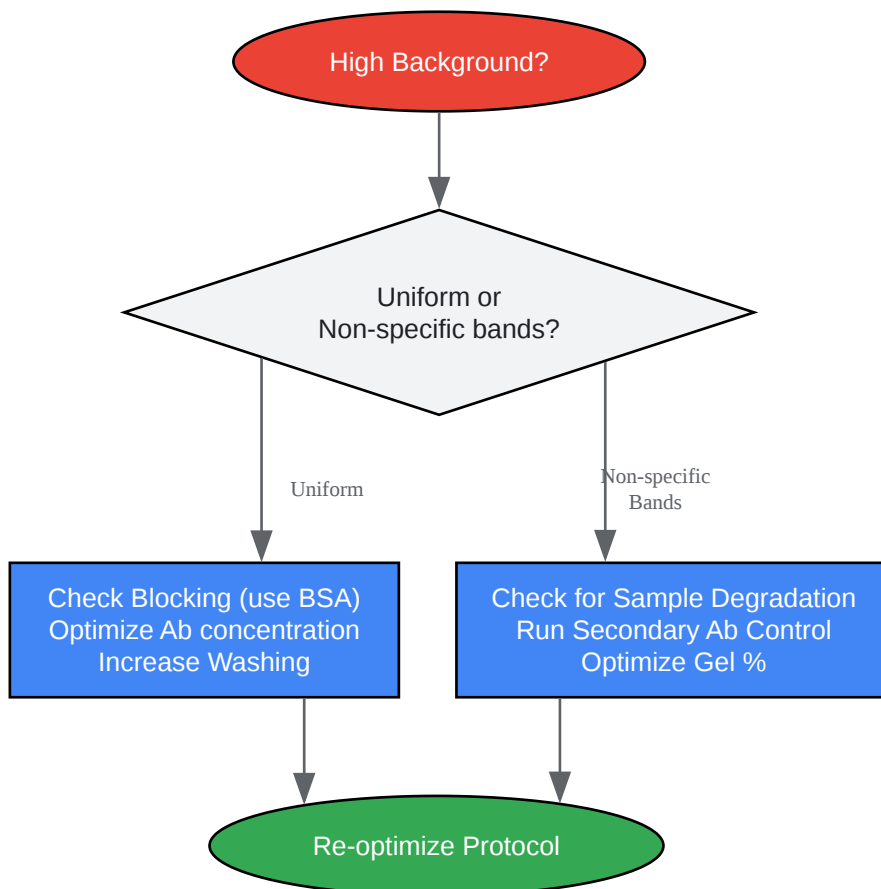 High Background?
Uniform or
Non-specific bands?
Uniform
Non-specific
Bands
Check Blocking (use BSA)
Optimize Ab concentration
Increase Washing
Check for Sample Degradation
Run Secondary Ab Control
Optimize Gel %
Re-optimize Protocol